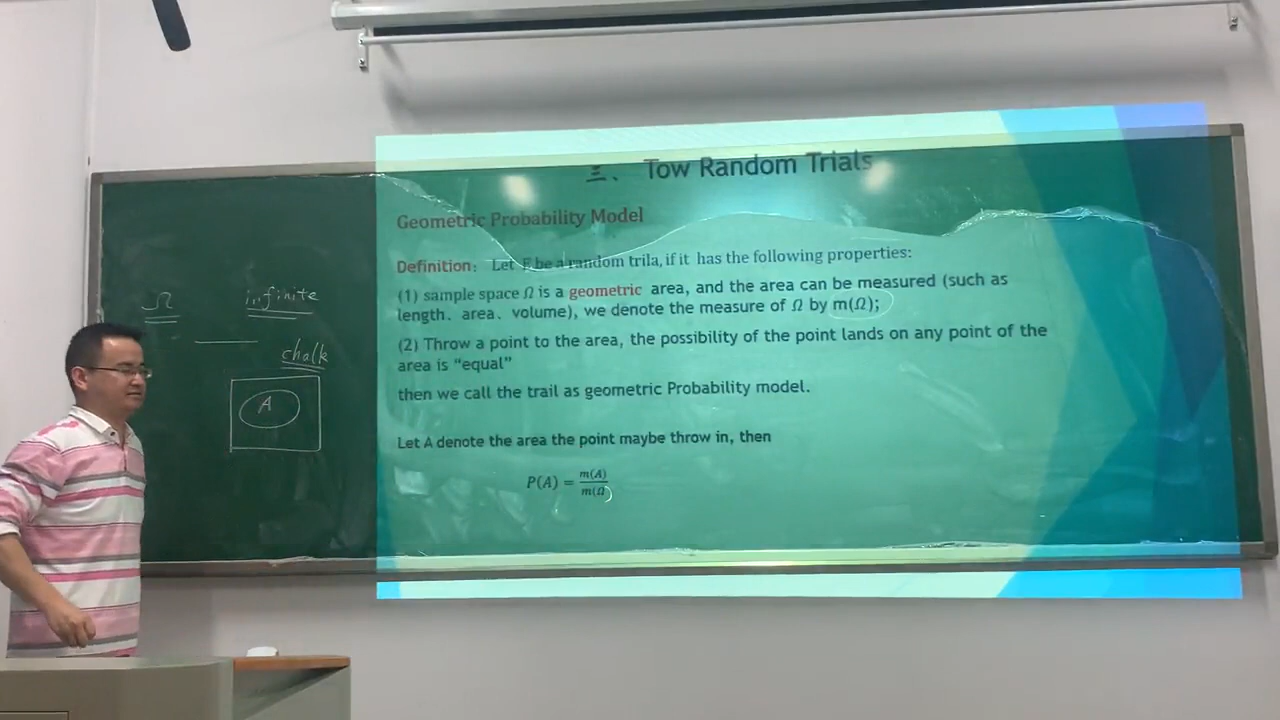 三、 Tow Random Trials
Geometric Probability Model
Definition： Let E be a random trila, if it has the following properties:
(1) sample space Ω is a geometric area, and the area can be measured (such as
length、area、volume), we denote the measure of Ω by m(Ω);
(2) Throw a point to the area, the possibility of the point lands on any point of the
area is “equal”
then we call the trail as geometric Probability model.
Let A denote the area the point maybe throw in, then
P(A) = m(A)/m(Ω)
Ω
infinite
chalk
A